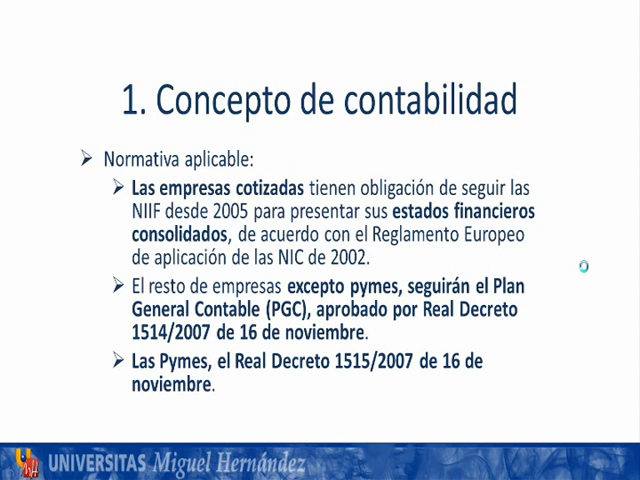 1. Concepto de contabilidad
Normativa aplicable:
Las empresas cotizadas tienen obligación de seguir las
NIIF desde 2005 para presentar sus estados financieros
consolidados, de acuerdo con el Reglamento Europeo
de aplicación de las NIC de 2002.
El resto de empresas excepto pymes, seguirán el Plan
General Contable (PGC), aprobado por Real Decreto
1514/2007 de 16 de noviembre.
Las Pymes, el Real Decreto 1515/2007 de 16 de
noviembre.
UNIVERSITAS Miguel Hernández